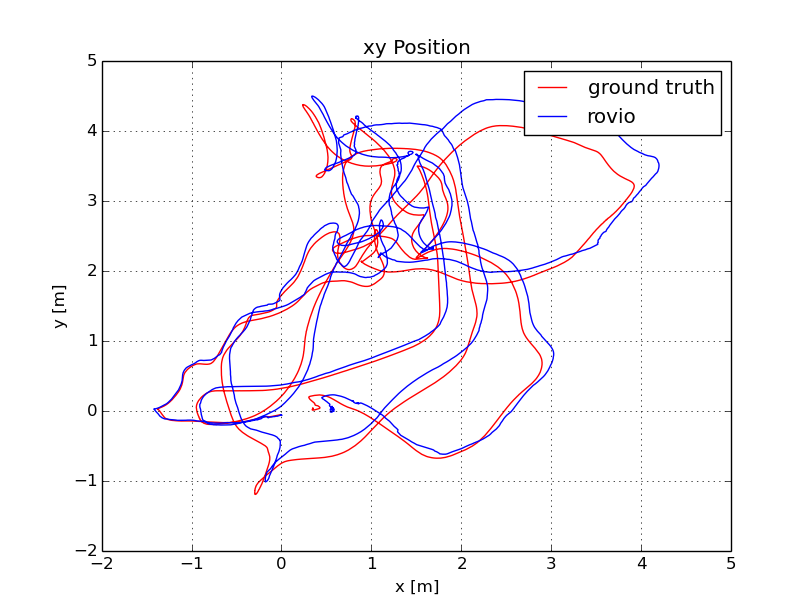 xy Position
ground truth
rovio
5
4
3
2
1
0
−1
−2
y [m]
−2 −1 0 1 2 3 4 5
x [m]